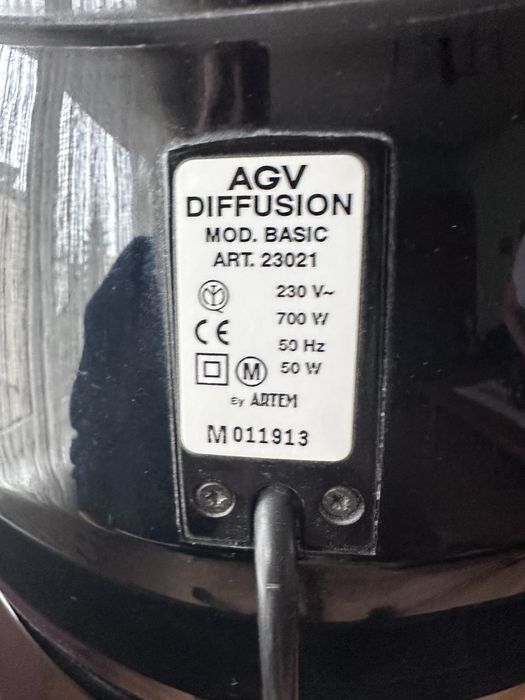 AGV
DIFFUSION
MOD. BASIC
ART. 23021
230 V~
700 W
CE
50 Hz
M 50 W
By ARTEM
M 011913